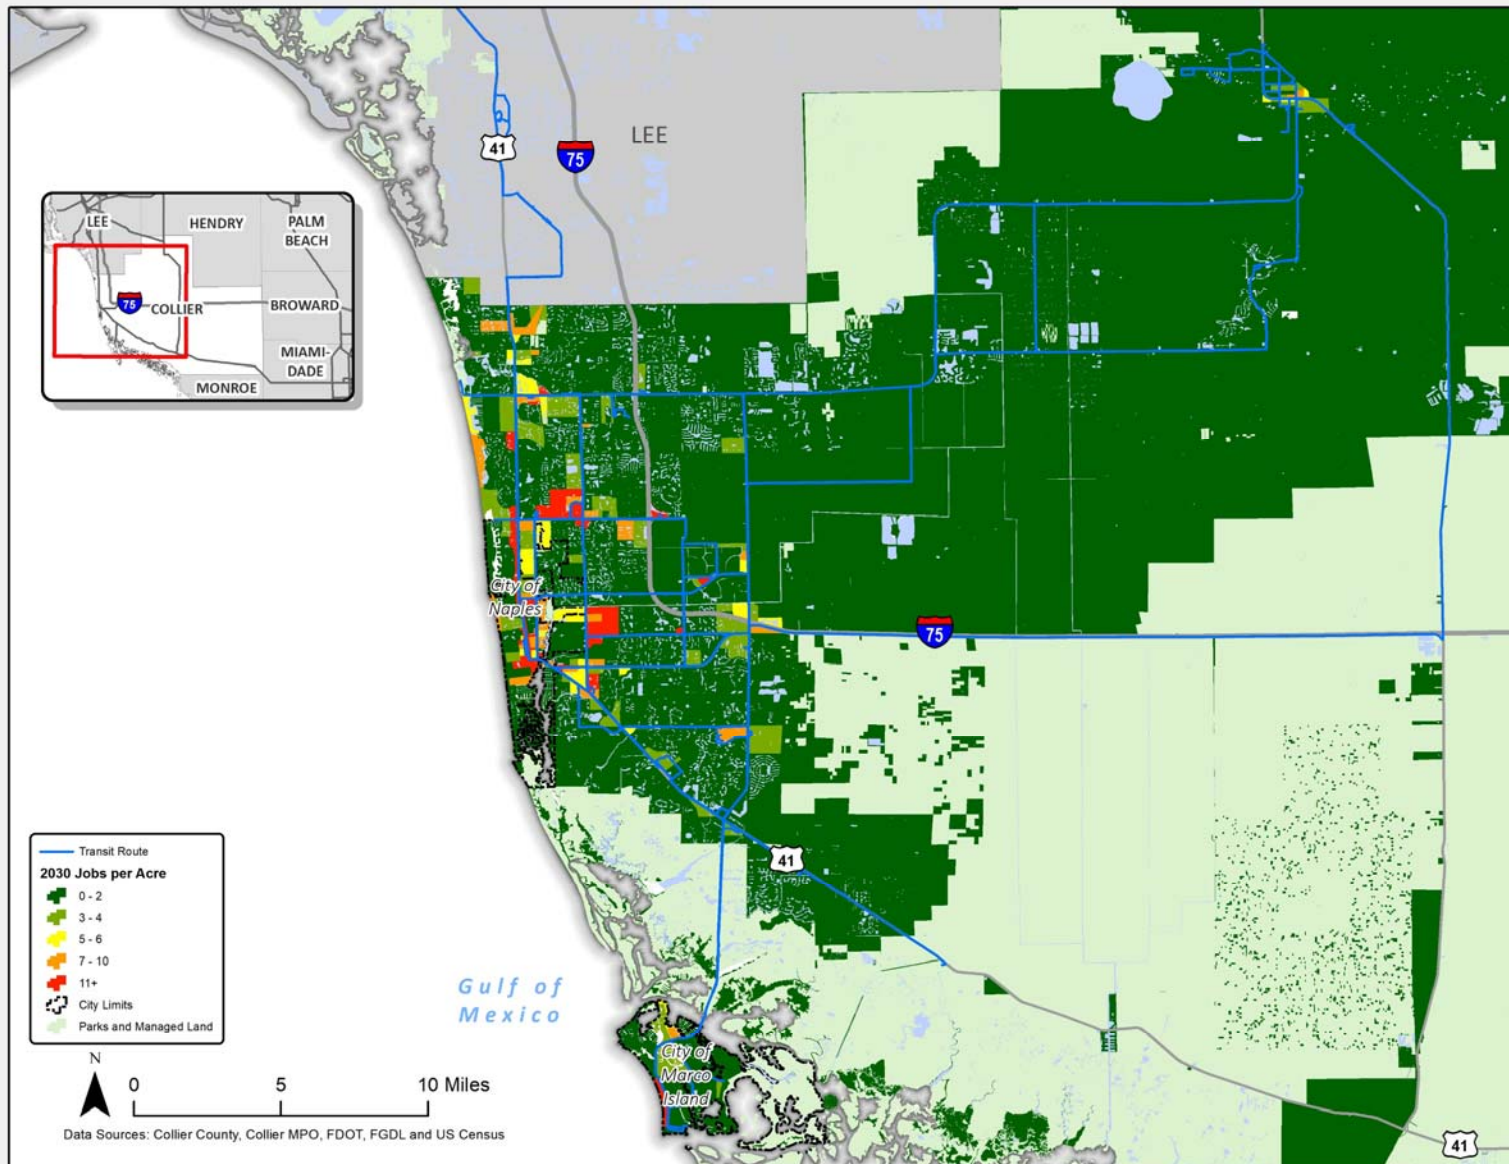 41
75
LEE
LEE
HENDRY
PALM
BEACH
75
COLLIER
BROWARD
MIAMI-
DADE
MONROE
City of
Naples
75
41
Transit Route
2030 Jobs per Acre
0 - 2
3 - 4
5 - 6
7 - 10
11+
City Limits
Parks and Managed Land
Gulf of
Mexico
City of
Marco
Island
N
0 5 10 Miles
Data Sources: Collier County, Collier MPO, FDOT, FGDL and US Census
41